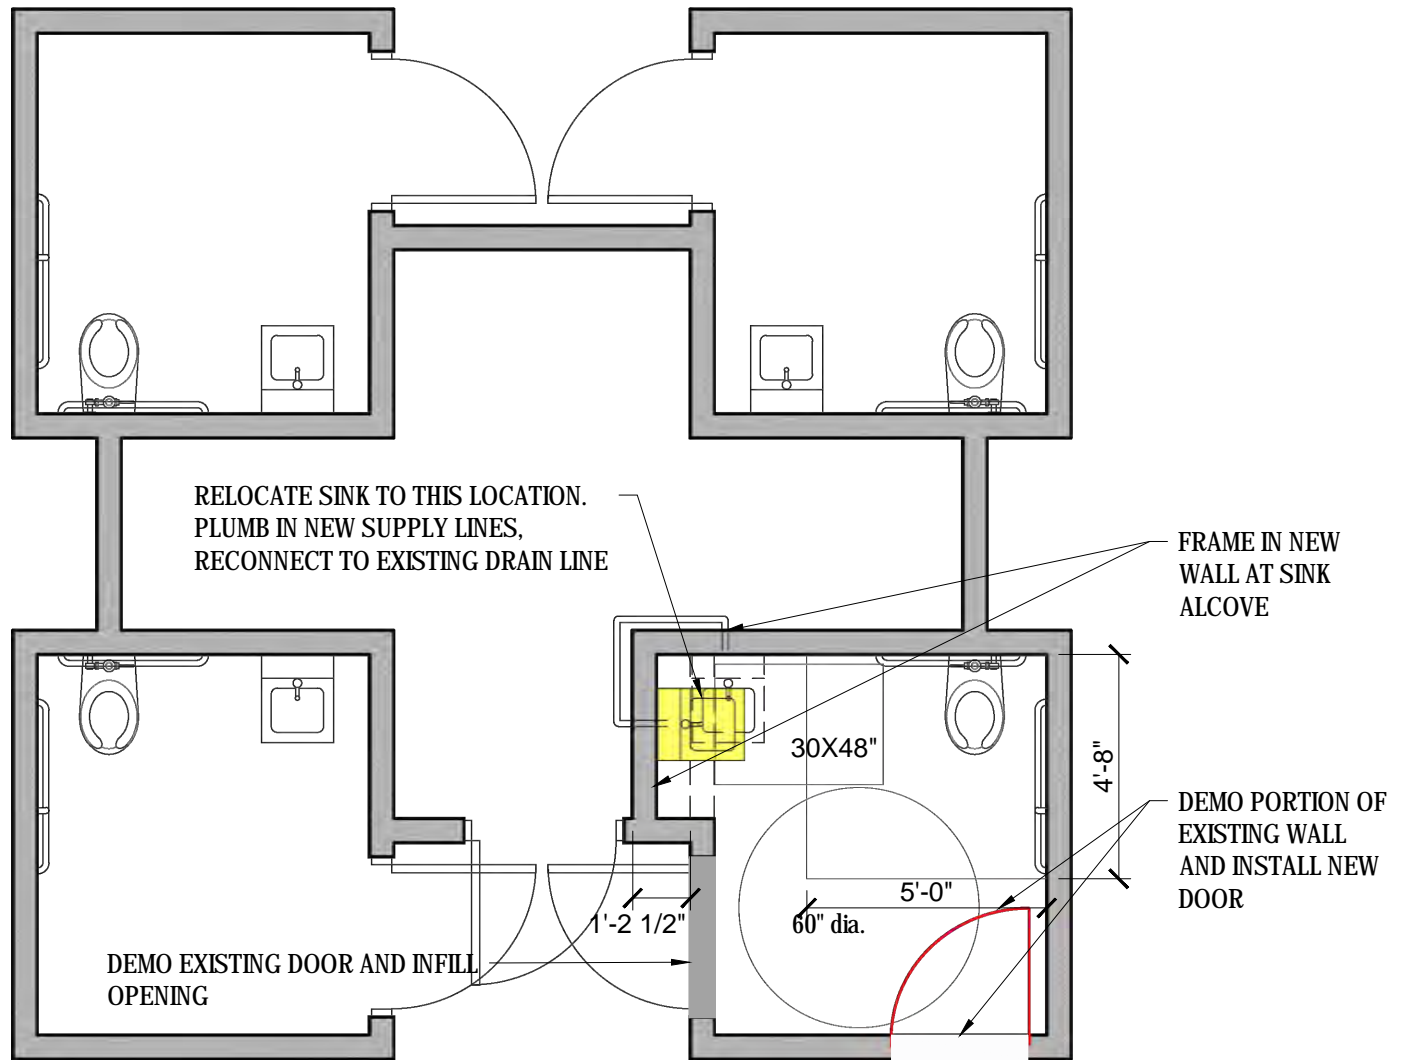 RELOCATE SINK TO THIS LOCATION.
PLUMB IN NEW SUPPLY LINES,
RECONNECT TO EXISTING DRAIN LINE
FRAME IN NEW
WALL AT SINK
ALCOVE
30X48"
4'-8"
DEMO PORTION OF
EXISTING WALL
AND INSTALL NEW
DOOR
5'-0"
1'-2 1/2"
60" dia.
DEMO EXISTING DOOR AND INFILL
OPENING